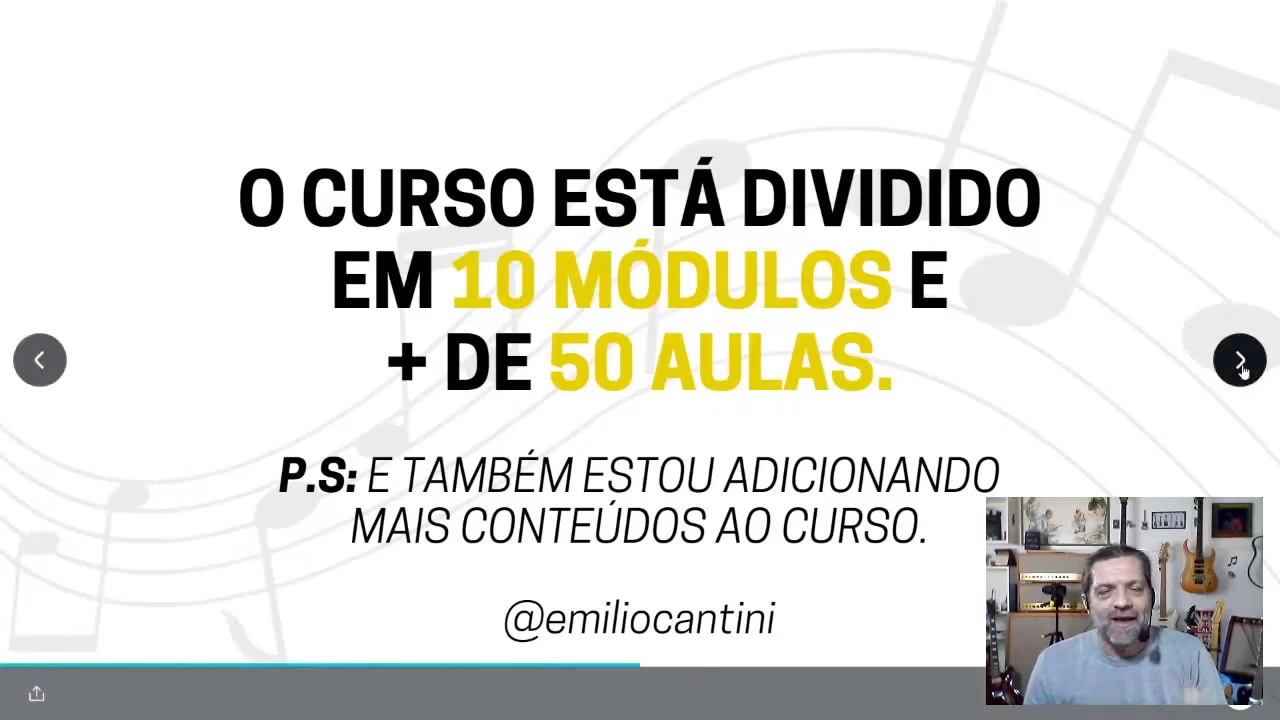 O CURSO ESTÁ DIVIDIDO
EM 10 MÓDULOS E
+ DE 50 AULAS.
P.S: E TAMBÉM ESTOU ADICIONANDO
MAIS CONTEÚDOS AO CURSO.
@emiliocantini